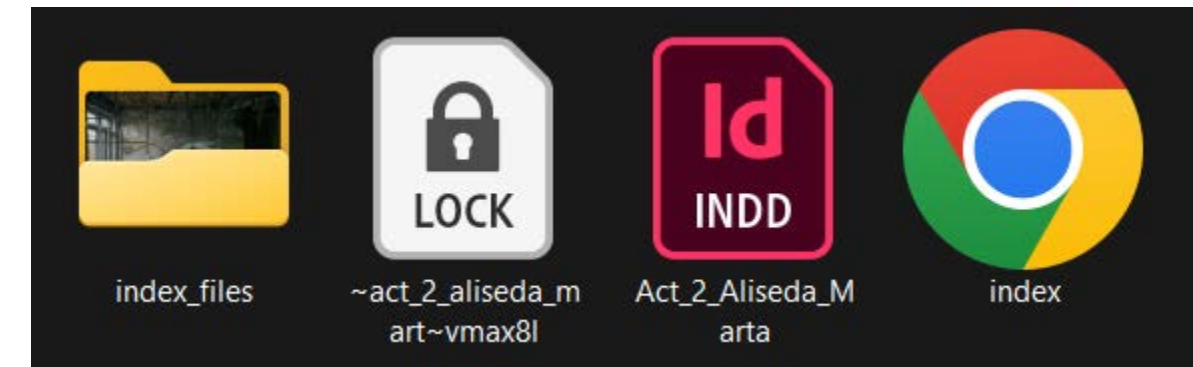 LOCK
Id
INDD
index_files
~act_2_aliseda_m
art~vmax8l
Act_2_Aliseda_M
arta
index